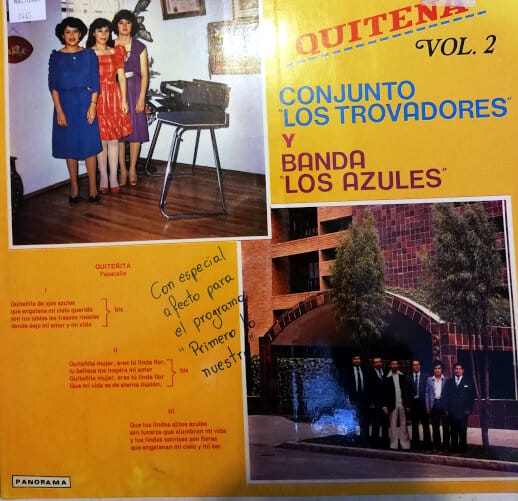 0445
QUITEÑA
VOL. 2
CONJUNTO
"LOS TROVADORES"
Y
BANDA
"LOS AZULES"
QUITEÑITA
Pasacalle
I
Quiteñita de ojos azules
que engalana mi cielo querido
son tus labios las fresas rosales
donde dejo mi amor y mi vida
bis
II
Quiteñita mujer, eres tú linda flor,
tu belleza me inspira mi amor
Quiteñita mujer, eres tú linda flor
Que mi vida es de eterna ilusión.
bis
III
Que tus lindos ojitos azules
son luceros que alumbran mi vida
y tus lindas sonrisas son flores
que engalanan mi cielo y mi ser.
Con especial
afecto para
el programa
"Primero lo
nuestro
PANORAMA